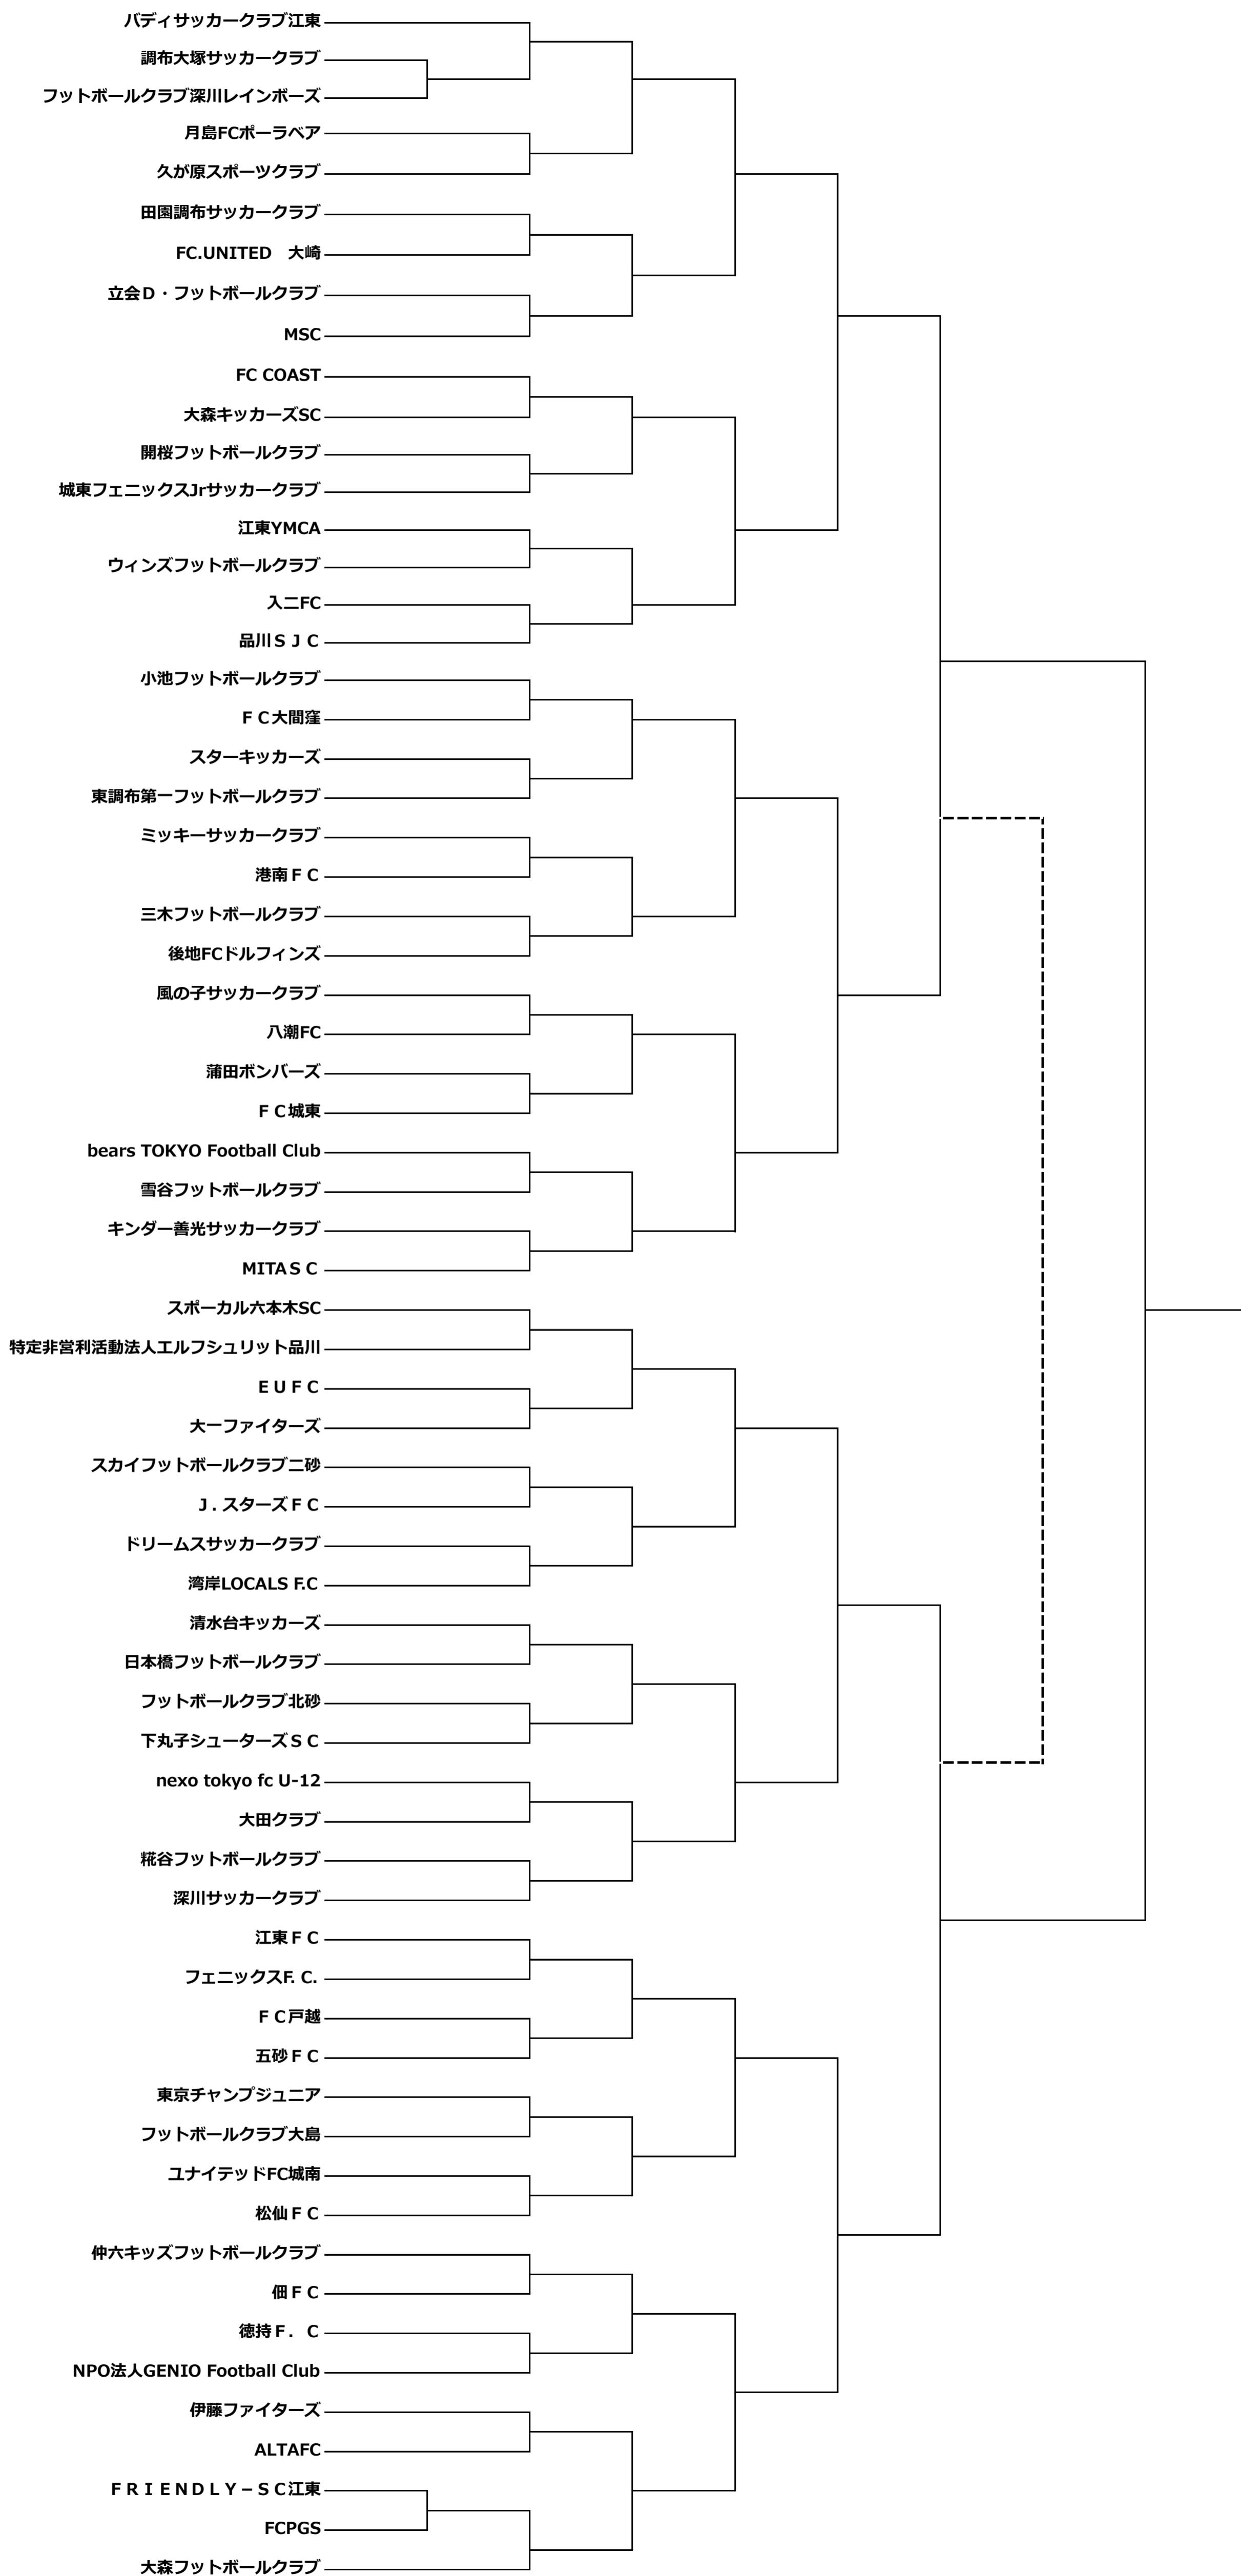 バディサッカークラブ江東
調布大塚サッカークラブ
フットボールクラブ深川レインボーズ
月島FCポーラベア
久が原スポーツクラブ
田園調布サッカークラブ
FC.UNITED　大崎
立会Ｄ・フットボールクラブ
MSC
FC COAST
大森キッカーズSC
開桜フットボールクラブ
城東フェニックスJrサッカークラブ
江東YMCA
ウィンズフットボールクラブ
入二FC
品川ＳＪＣ
小池フットボールクラブ
ＦＣ大間窪
スターキッカーズ
東調布第一フットボールクラブ
ミッキーサッカークラブ
港南ＦＣ
三木フットボールクラブ
後地FCドルフィンズ
風の子サッカークラブ
八潮FC
蒲田ボンバーズ
ＦＣ城東
bears TOKYO Football Club
雪谷フットボールクラブ
キンダー善光サッカークラブ
MITAＳＣ
スポーカル六本木SC
特定非営利活動法人エルフシュリット品川
ＥＵＦＣ
大一ファイターズ
スカイフットボールクラブ二砂
Ｊ.スターズＦＣ
ドリームスサッカークラブ
湾岸LOCALS F.C
清水台キッカーズ
日本橋フットボールクラブ
フットボールクラブ北砂
下丸子シューターズＳＣ
nexo tokyo fc U-12
大田クラブ
糀谷フットボールクラブ
深川サッカークラブ
江東ＦＣ
フェニックスF. C.
ＦＣ戸越
五砂ＦＣ
東京チャンプジュニア
フットボールクラブ大島
ユナイテッドFC城南
松仙ＦＣ
仲六キッズフットボールクラブ
佃ＦＣ
徳持Ｆ．Ｃ
NPO法人GENIO Football Club
伊藤ファイターズ
ALTAFC
ＦＲＩＥＮＤＬＹ－ＳＣ江東
FCPGS
大森フットボールクラブ